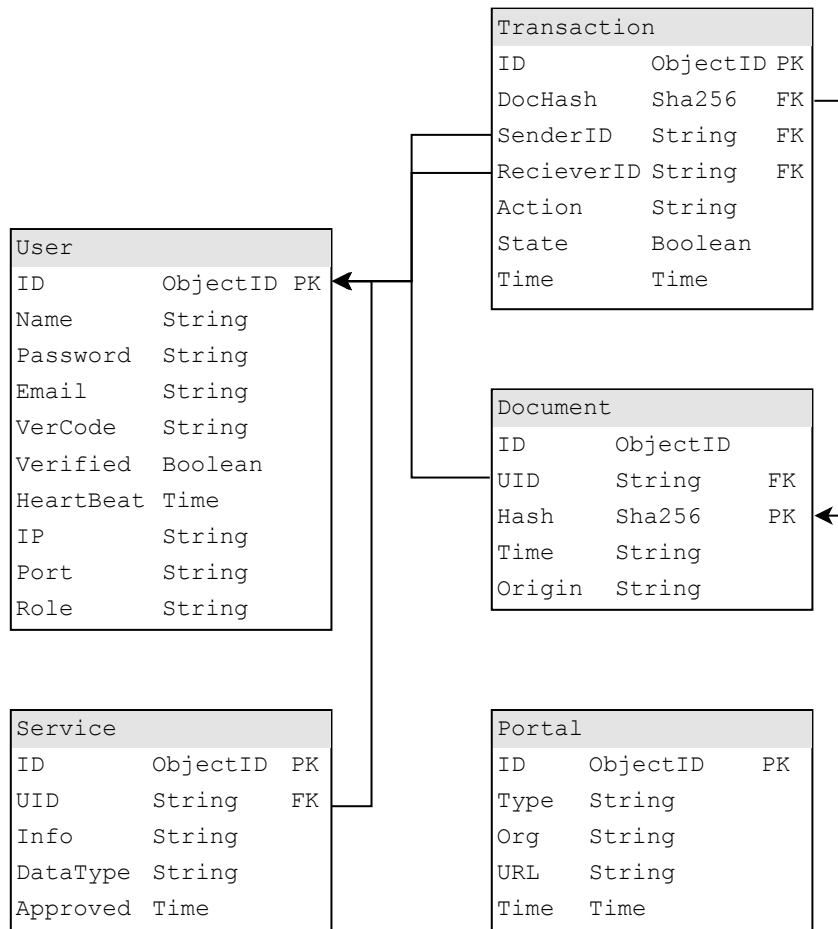 Transaction
ID ObjectID PK
DocHash Sha256 FK
SenderID String FK
RecieverID String FK
Action String
State Boolean
Time Time
User
ID ObjectID PK
Name String
Password String
Email String
VerCode String
Verified Boolean
HeartBeat Time
IP String
Port String
Role String
Document
ID ObjectID
UID String FK
Hash Sha256 PK
Time String
Origin String
Service
ID ObjectID PK
UID String FK
Info String
DataType String
Approved Time
Portal
ID ObjectID PK
Type String
Org String
URL String
Time Time